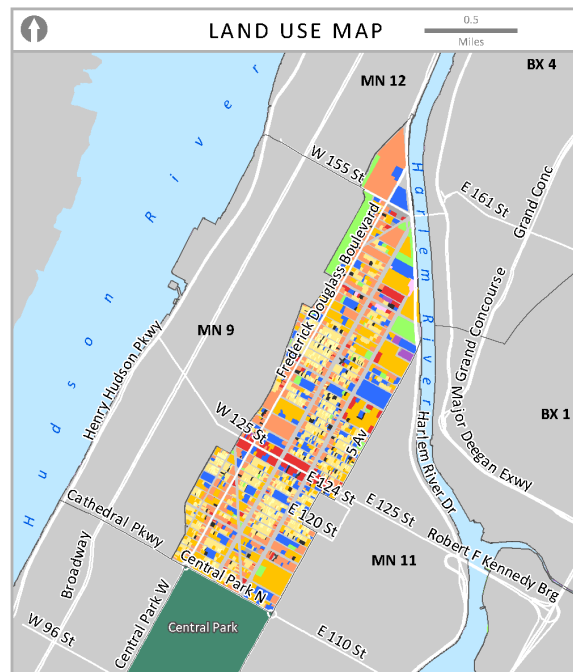 LAND USE MAP
0.5
Miles
BX 4
MN 12
Hudson River
W 155 St
Harlem River
E 161 St
Grand Conc
Frederick Douglass Boulevard
Grand Concourse
MN 9
Henry Hudson Pkwy
Major Deegan Expy
BX 1
W 125 St
5 Av
Harlem River Dr
E 124 St
E 125 St
Cathedral Pkwy
E 120 St
Robert F Kennedy Brg
Broadway
MN 11
Central Park N
Central Park W
Central Park
W 96 St
E 110 St